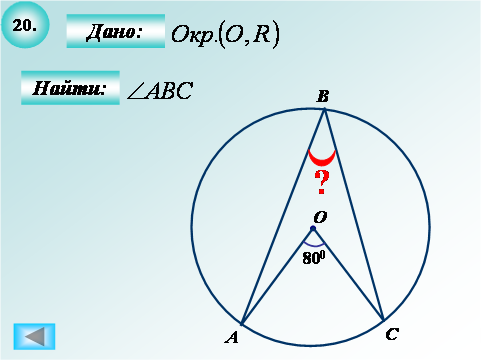 20.
Дано: Окр.(O, R)
Найти: ∠ABC
B
?
O
80⁰
A
C